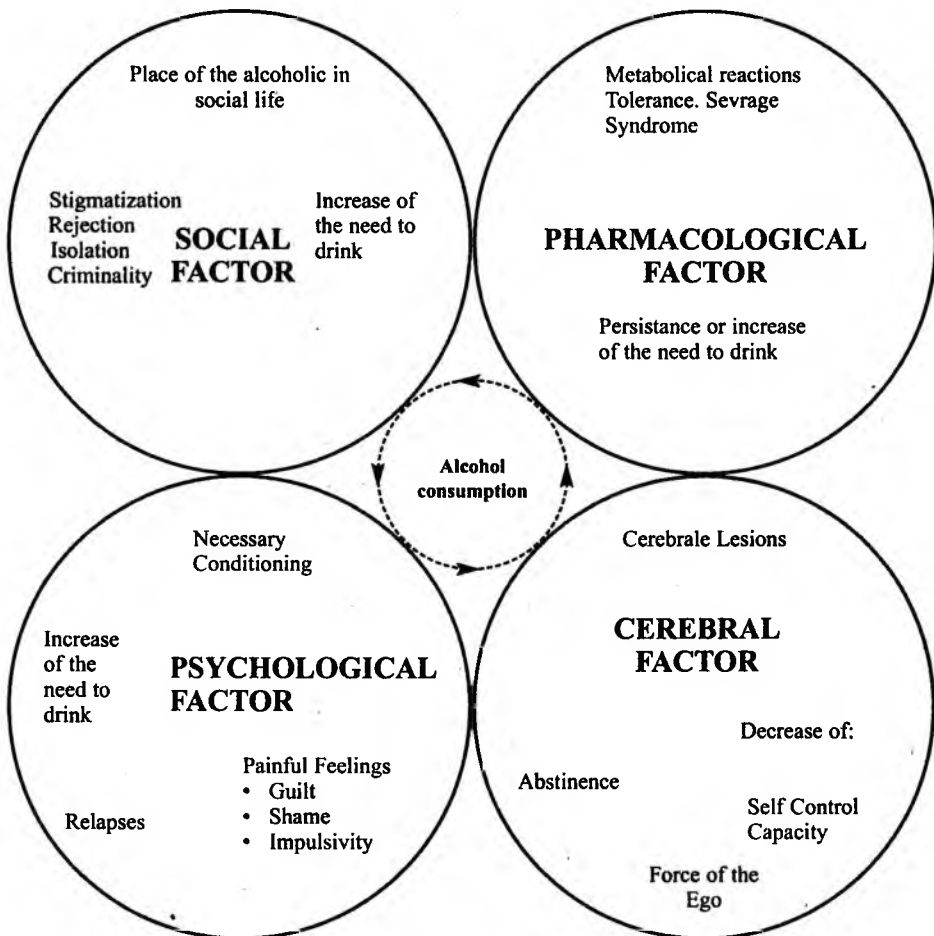 Place of the alcoholic in
social life
Stigmatization
Rejection
Isolation
Criminality
SOCIAL
FACTOR
Increase of
the need to
drink
Metabolical reactions
Tolerance. Sevrage
Syndrome
PHARMACOLOGICAL
FACTOR
Persistance or increase
of the need to drink
Alcohol
consumption
Necessary
Conditioning
Increase
of the
need to
drink
PSYCHOLOGICAL
FACTOR
Painful Feelings
• Guilt
• Shame
• Impulsivity
Relapses
Cerebrale Lesions
CEREBRAL
FACTOR
Decrease of:
Abstinence
Self Control
Capacity
Force of the
Ego